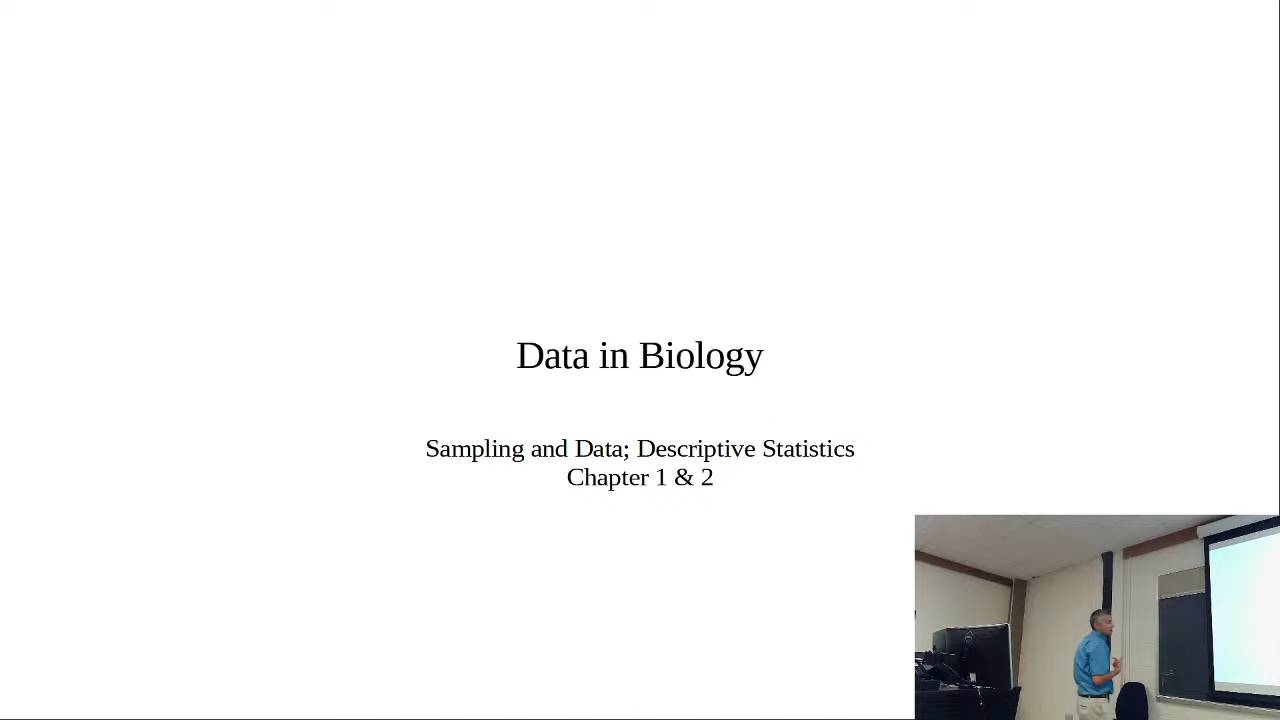 Data in Biology
Sampling and Data; Descriptive Statistics
Chapter 1 & 2